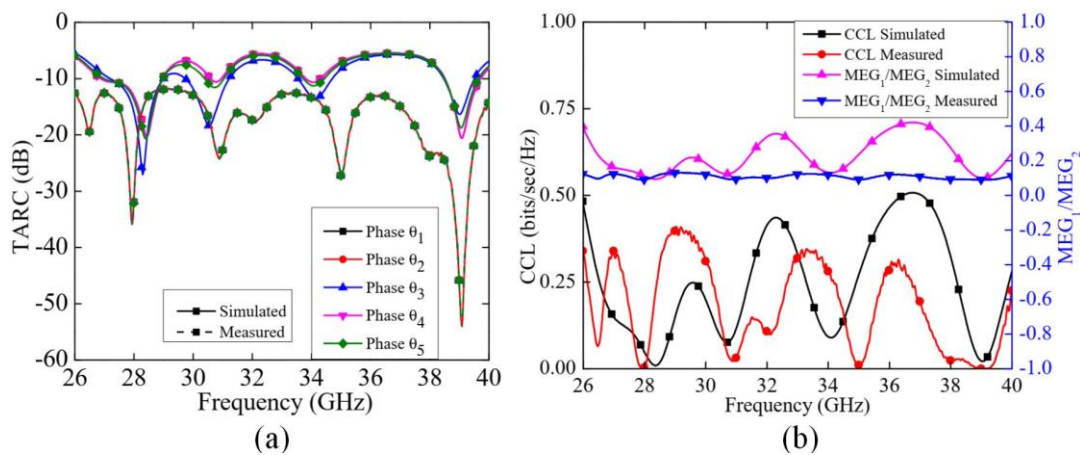 0
-10
-20
-30
-40
-50
-60
TARC (dB)
Simulated
Measured
Phase θ1
Phase θ2
Phase θ3
Phase θ4
Phase θ5
26 28 30 32 34 36 38 40
Frequency (GHz)
(a)
1.00
0.75
0.50
0.25
0.00
CCL (bits/sec/Hz)
CCL Simulated
CCL Measured
MEG1/MEG2 Simulated
MEG1/MEG2 Measured
1.0
0.8
0.6
0.4
0.2
0.0
-0.2
-0.4
-0.6
-0.8
-1.0
MEG1/MEG2
26 28 30 32 34 36 38 40
Frequency (GHz)
(b)